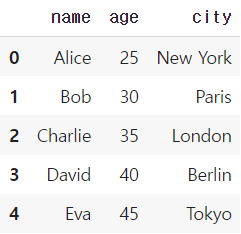 name age city
0 Alice 25 New York
1 Bob 30 Paris
2 Charlie 35 London
3 David 40 Berlin
4 Eva 45 Tokyo